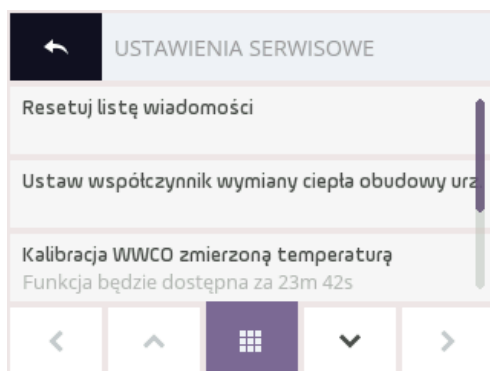 USTAWIENIA SERWISOWE
Resetuj listę wiadomości
Ustaw współczynnik wymiany ciepła obudowy urz.
Kalibracja WWCO zmierzoną temperaturą
Funkcja będzie dostępna za 23m 42s